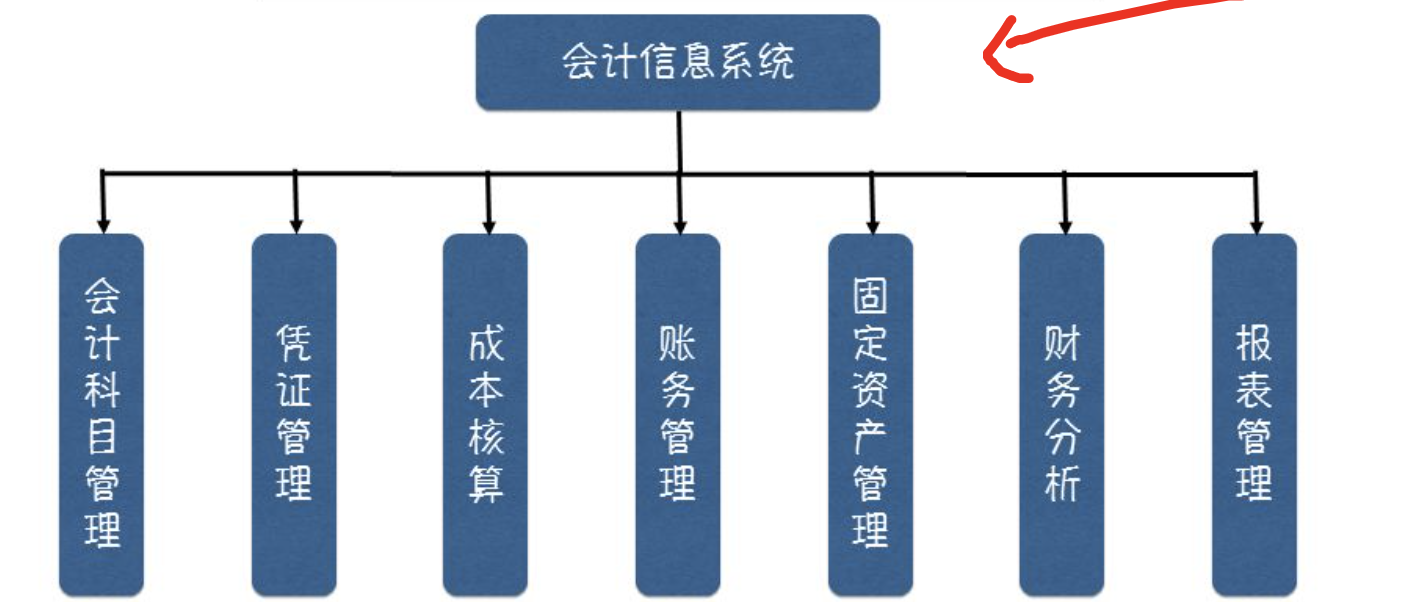 会计信息系统
会计科目管理
凭证管理
成本核算
账务管理
固定资产管理
财务分析
报表管理